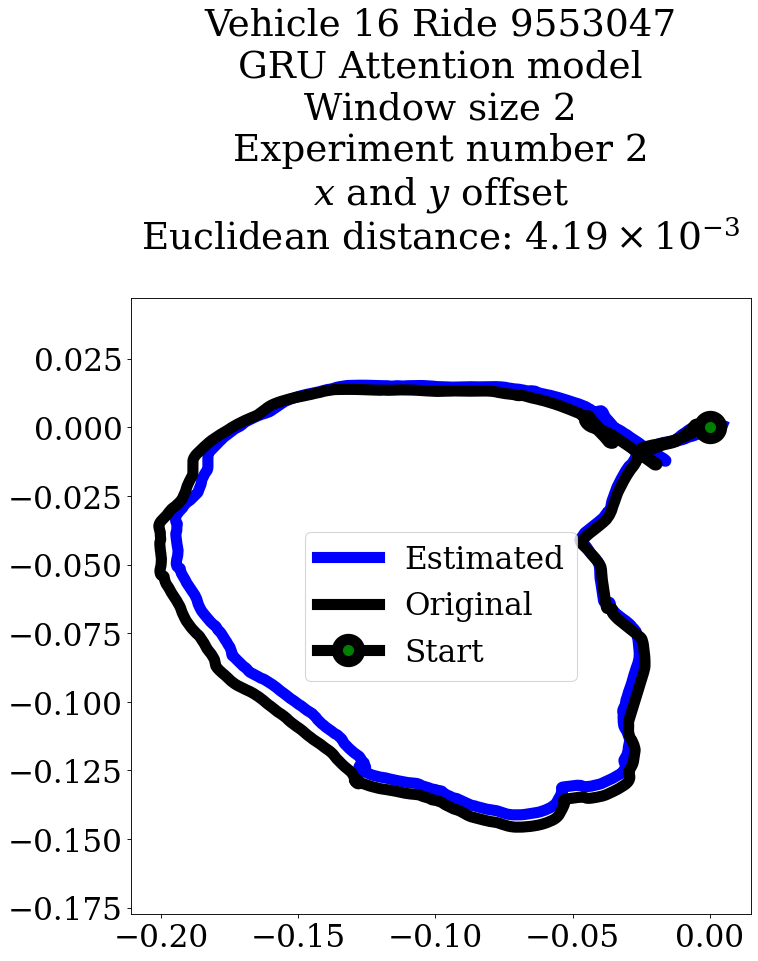 Vehicle 16 Ride 9553047
GRU Attention model
Window size 2
Experiment number 2
x and y offset
Euclidean distance: 4.19 × 10⁻³
0.025
0.000
−0.025
−0.050
−0.075
−0.100
−0.125
−0.150
−0.175
Estimated
Original
Start
−0.20 −0.15 −0.10 −0.05 0.00